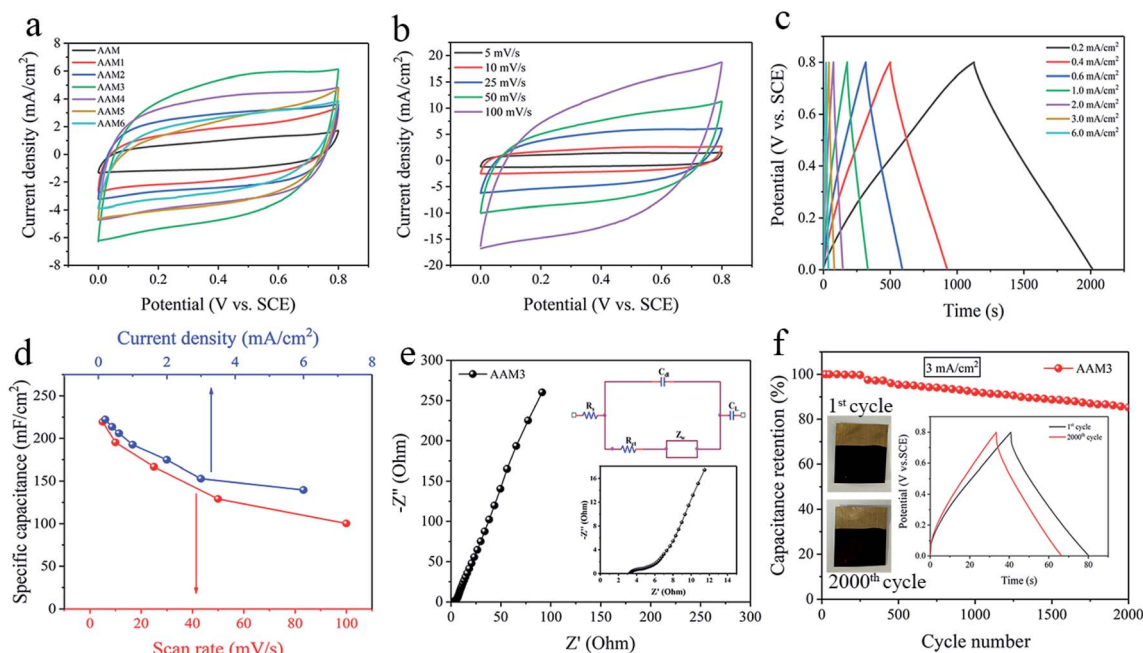 a
Current density (mA/cm²)
8
6
4
2
0
-2
-4
-6
-8
AAM
AAM1
AAM2
AAM3
AAM4
AAM5
AAM6
0.0
0.2
0.4
0.6
0.8
Potential (V vs. SCE)
b
Current density (mA/cm²)
20
15
10
5
0
-5
-10
-15
-20
5 mV/s
10 mV/s
25 mV/s
50 mV/s
100 mV/s
0.0
0.2
0.4
0.6
0.8
Potential (V vs. SCE)
c
Potential (V vs. SCE)
0.8
0.4
0.0
0.2 mA/cm²
0.4 mA/cm²
0.6 mA/cm²
1.0 mA/cm²
2.0 mA/cm²
3.0 mA/cm²
6.0 mA/cm²
0
500
1000
1500
2000
Time (s)
d
Current density (mA/cm²)
0
2
4
6
8
Specific capacitance (mF/cm²)
250
200
150
100
50
0
0
20
40
60
80
100
Scan rate (mV/s)
e
-Z'' (Ohm)
300
250
200
150
100
50
0
AAM3
C_dl
R_s
C_L
R_ct
Z_w
-Z'' (Ohm)
16
12
8
4
0
0
2
4
6
8
10
12
14
Z' (Ohm)
0
50
100
150
200
250
300
Z' (Ohm)
f
Capacitance retention (%)
120
100
80
60
40
20
0
3 mA/cm²
AAM3
1st cycle
2000th cycle
Potential (V vs.SCE)
0.8
0.6
0.4
0.2
0.0
1st cycle
2000th cycle
0
20
40
60
80
100
Time (s)
0
500
1000
1500
2000
Cycle number